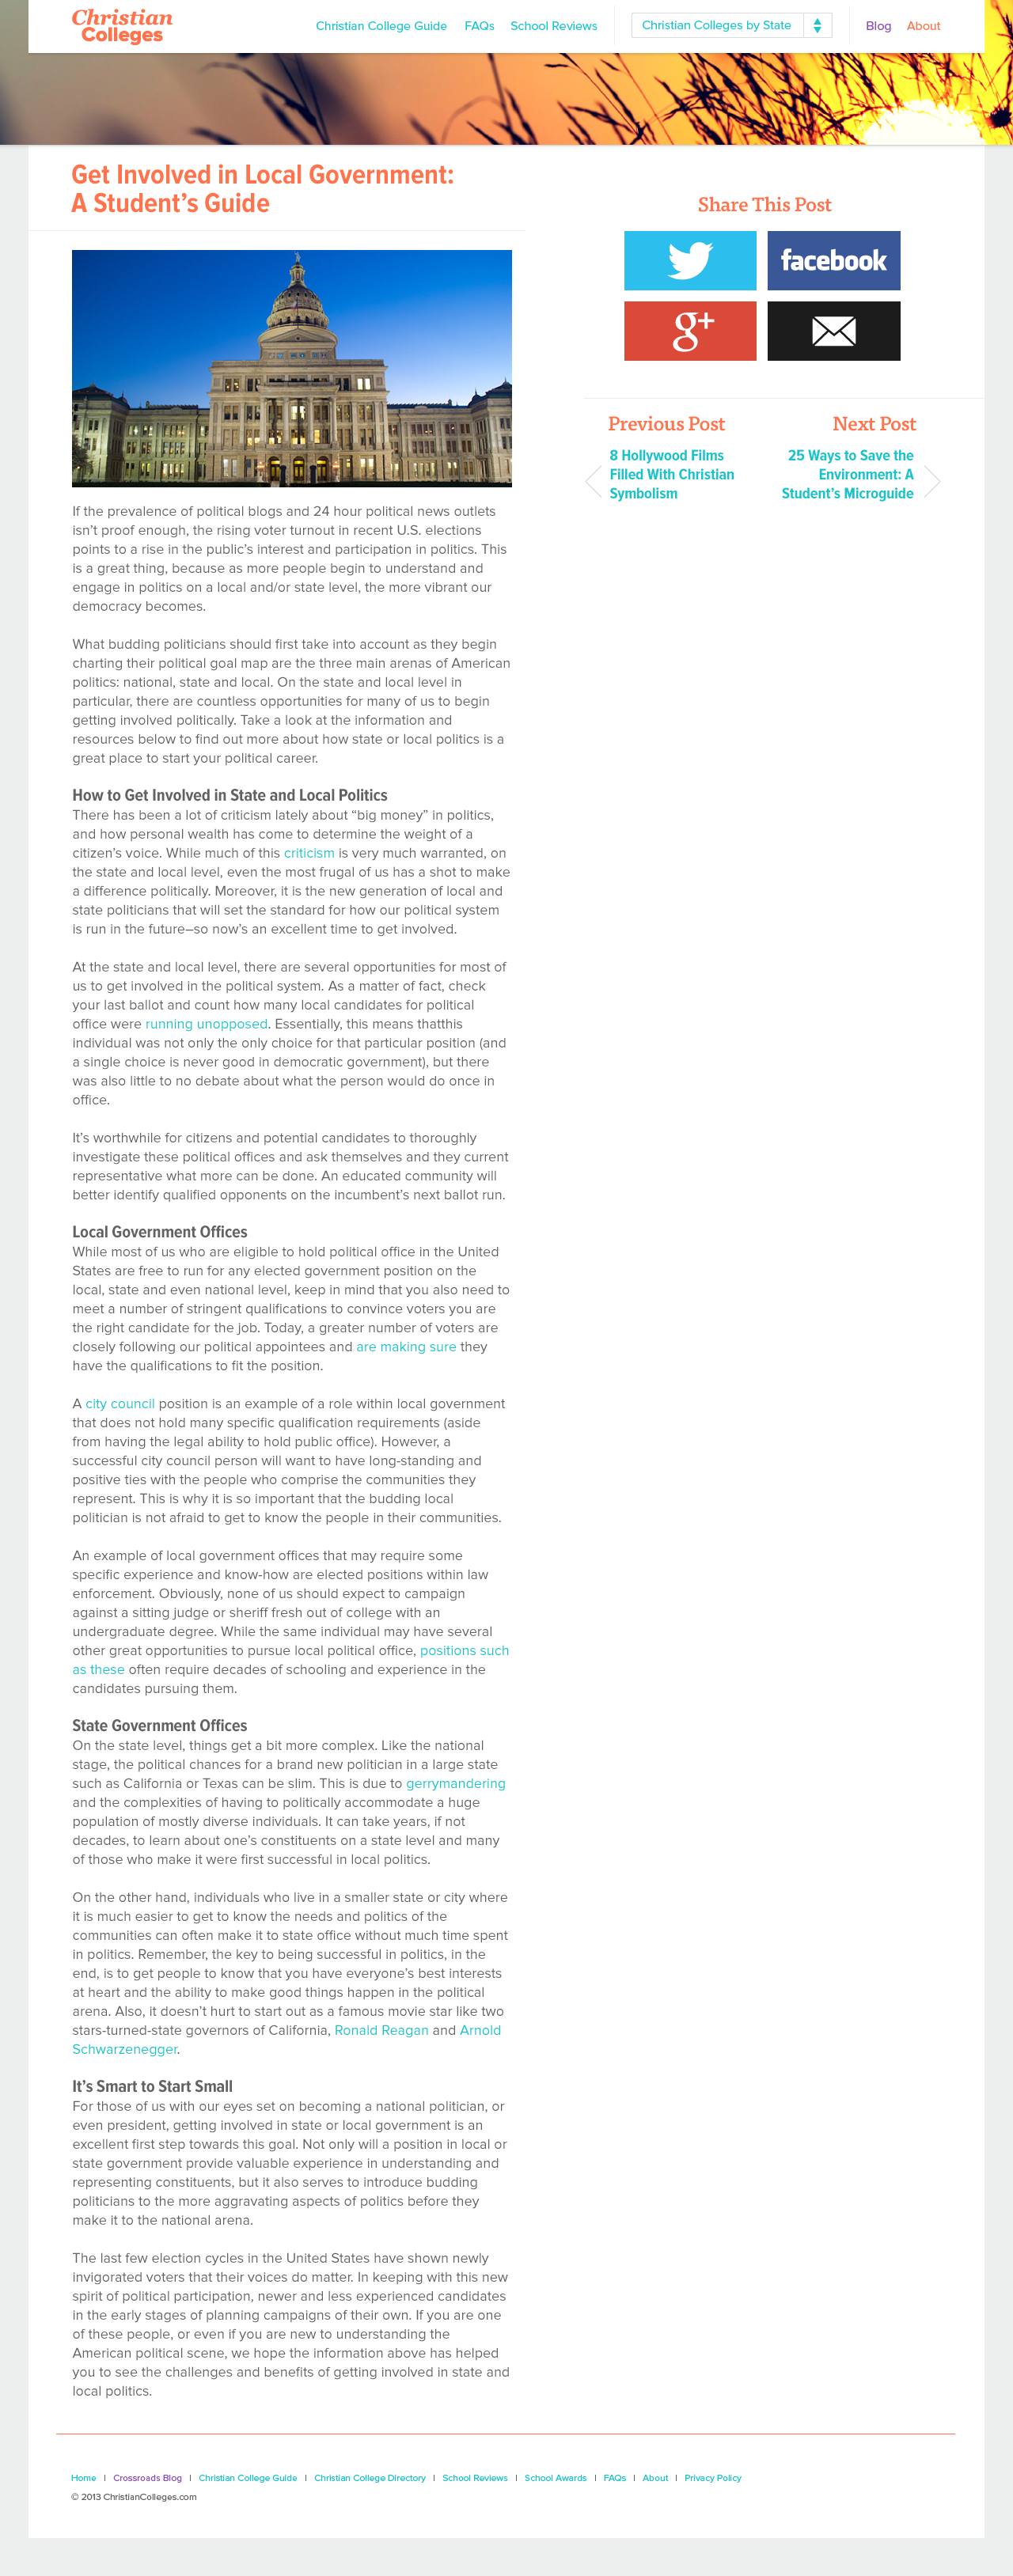 Christian
Colleges
Christian College Guide FAQs School Reviews Christian Colleges by State Blog About
Get Involved in Local Government:
A Student’s Guide
If the prevalence of political blogs and 24 hour political news outlets
isn’t proof enough, the rising voter turnout in recent U.S. elections
points to a rise in the public’s interest and participation in politics. This
is a great thing, because as more people begin to understand and
engage in politics on a local and/or state level, the more vibrant our
democracy becomes.
What budding politicians should first take into account as they begin
charting their political goal map are the three main arenas of American
politics: national, state and local. On the state and local level in
particular, there are countless opportunities for many of us to begin
getting involved politically. Take a look at the information and
resources below to find out more about how state or local politics is a
great place to start your political career.
How to Get Involved in State and Local Politics
There has been a lot of criticism lately about “big money” in politics,
and how personal wealth has come to determine the weight of a
citizen’s voice. While much of this criticism is very much warranted, on
the state and local level, even the most frugal of us has a shot to make
a difference politically. Moreover, it is the new generation of local and
state politicians that will set the standard for how our political system
is run in the future–so now’s an excellent time to get involved.
At the state and local level, there are several opportunities for most of
us to get involved in the political system. As a matter of fact, check
your last ballot and count how many local candidates for political
office were running unopposed. Essentially, this means thatthis
individual was not only the only choice for that particular position (and
a single choice is never good in democratic government), but there
was also little to no debate about what the person would do once in
office.
It’s worthwhile for citizens and potential candidates to thoroughly
investigate these political offices and ask themselves and they current
representative what more can be done. An educated community will
better identify qualified opponents on the incumbent’s next ballot run.
Local Government Offices
While most of us who are eligible to hold political office in the United
States are free to run for any elected government position on the
local, state and even national level, keep in mind that you also need to
meet a number of stringent qualifications to convince voters you are
the right candidate for the job. Today, a greater number of voters are
closely following our political appointees and are making sure they
have the qualifications to fit the position.
A city council position is an example of a role within local government
that does not hold many specific qualification requirements (aside
from having the legal ability to hold public office). However, a
successful city council person will want to have long-standing and
positive ties with the people who comprise the communities they
represent. This is why it is so important that the budding local
politician is not afraid to get to know the people in their communities.
An example of local government offices that may require some
specific experience and know-how are elected positions within law
enforcement. Obviously, none of us should expect to campaign
against a sitting judge or sheriff fresh out of college with an
undergraduate degree. While the same individual may have several
other great opportunities to pursue local political office, positions such
as these often require decades of schooling and experience in the
candidates pursuing them.
State Government Offices
On the state level, things get a bit more complex. Like the national
stage, the political chances for a brand new politician in a large state
such as California or Texas can be slim. This is due to gerrymandering
and the complexities of having to politically accommodate a huge
population of mostly diverse individuals. It can take years, if not
decades, to learn about one’s constituents on a state level and many
of those who make it were first successful in local politics.
On the other hand, individuals who live in a smaller state or city where
it is much easier to get to know the needs and politics of the
communities can often make it to state office without much time spent
in politics. Remember, the key to being successful in politics, in the
end, is to get people to know that you have everyone’s best interests
at heart and the ability to make good things happen in the political
arena. Also, it doesn’t hurt to start out as a famous movie star like two
stars-turned-state governors of California, Ronald Reagan and Arnold
Schwarzenegger.
It’s Smart to Start Small
For those of us with our eyes set on becoming a national politician, or
even president, getting involved in state or local government is an
excellent first step towards this goal. Not only will a position in local or
state government provide valuable experience in understanding and
representing constituents, but it also serves to introduce budding
politicians to the more aggravating aspects of politics before they
make it to the national arena.
The last few election cycles in the United States have shown newly
invigorated voters that their voices do matter. In keeping with this new
spirit of political participation, newer and less experienced candidates
in the early stages of planning campaigns of their own. If you are one
of these people, or even if you are new to understanding the
American political scene, we hope the information above has helped
you to see the challenges and benefits of getting involved in state and
local politics.
Share This Post
facebook
g+
Previous Post
8 Hollywood Films
Filled With Christian
Symbolism
Next Post
25 Ways to Save the
Environment: A
Student’s Microguide
Home | Crossroads Blog | Christian College Guide | Christian College Directory | School Reviews | School Awards | FAQs | About | Privacy Policy
© 2013 ChristianColleges.com